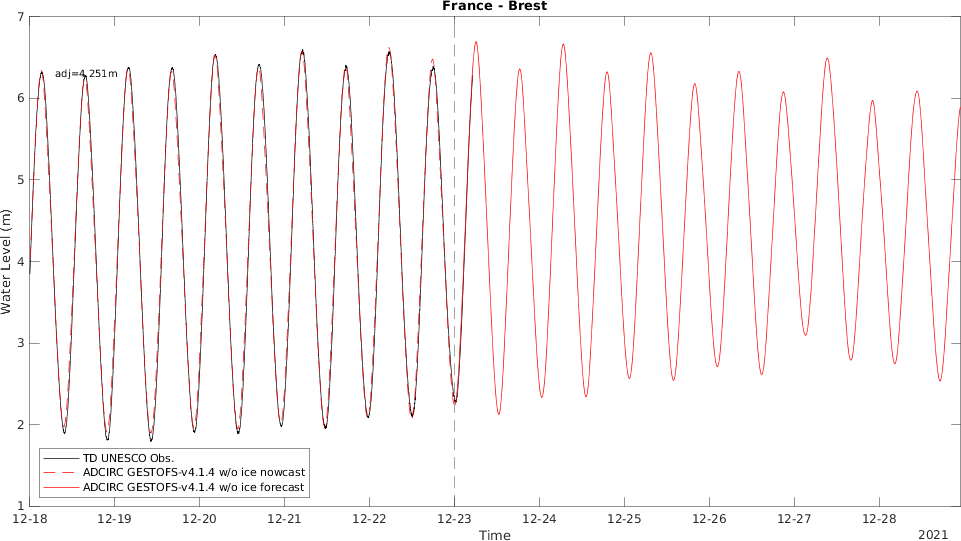 France - Brest
7
adj=4.251m
6
5
4
3
2
1
Water Level (m)
TD UNESCO Obs.
ADCIRC GESTOFS-v4.1.4 w/o ice nowcast
ADCIRC GESTOFS-v4.1.4 w/o ice forecast
12-18 12-19 12-20 12-21 12-22 12-23 12-24 12-25 12-26 12-27 12-28
Time
2021